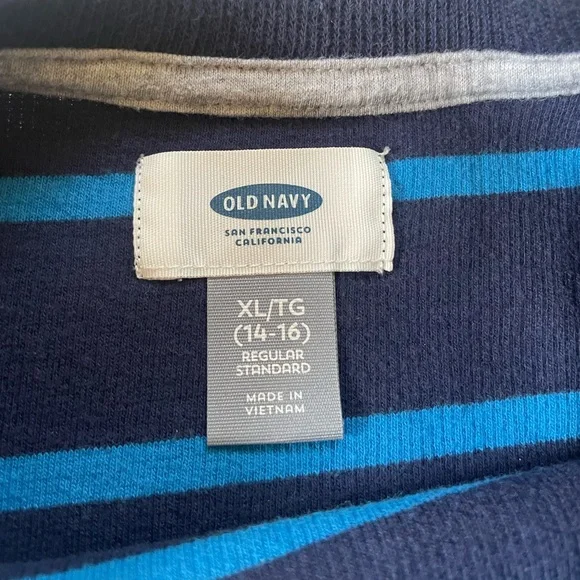 OLD NAVY
SAN FRANCISCO
CALIFORNIA
XL/TG
(14-16)
REGULAR
STANDARD
MADE IN
VIETNAM